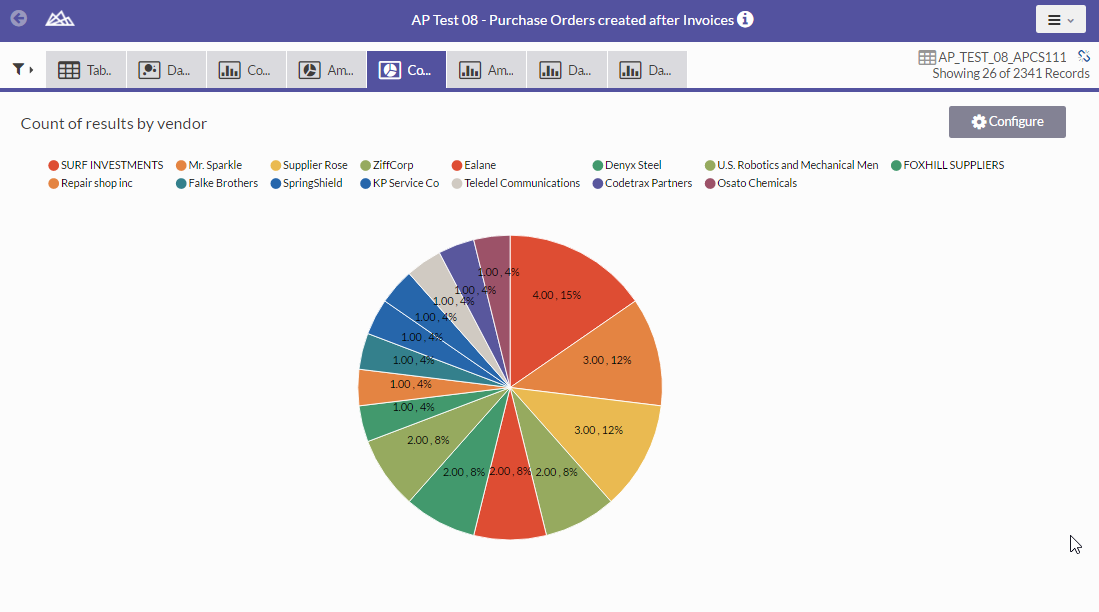 AP Test 08 - Purchase Orders created after Invoices
Tab.. Da... Co... Am... Co... Am... Da... Da...
AP_TEST_08_APCS111
Showing 26 of 2341 Records
Count of results by vendor
Configure
SURF INVESTMENTS Mr. Sparkle Supplier Rose ZiffCorp Ealane Denyx Steel U.S. Robotics and Mechanical Men FOXHILL SUPPLIERS
Repair shop inc Falke Brothers SpringShield KP Service Co Teledel Communications Codetrax Partners Osato Chemicals
1.00 , 4%
1.00 , 4%
4.00 , 15%
1.00 , 4%
1.00 , 4%
1.00 , 4%
1.00 , 4%
3.00 , 12%
1.00 , 4%
1.00 , 4%
3.00 , 12%
2.00 , 8%
2.00 , 8%
2.00 , 8%
2.00 , 8%